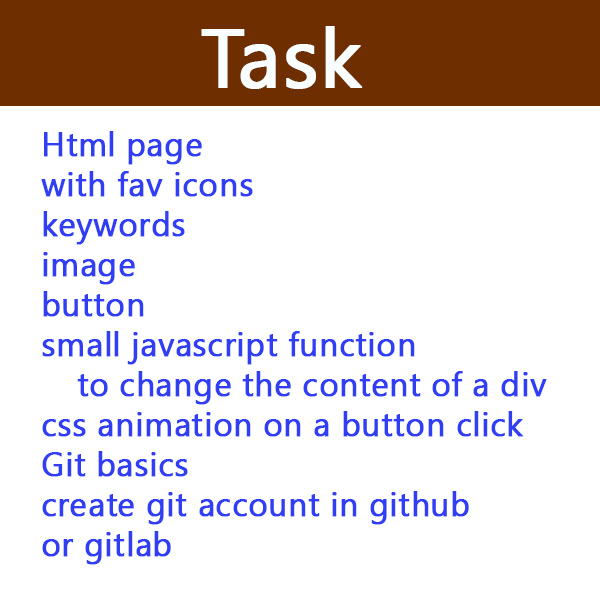 Task
Html page
with fav icons
keywords
image
button
small javascript function
to change the content of a div
css animation on a button click
Git basics
create git account in github
or gitlab